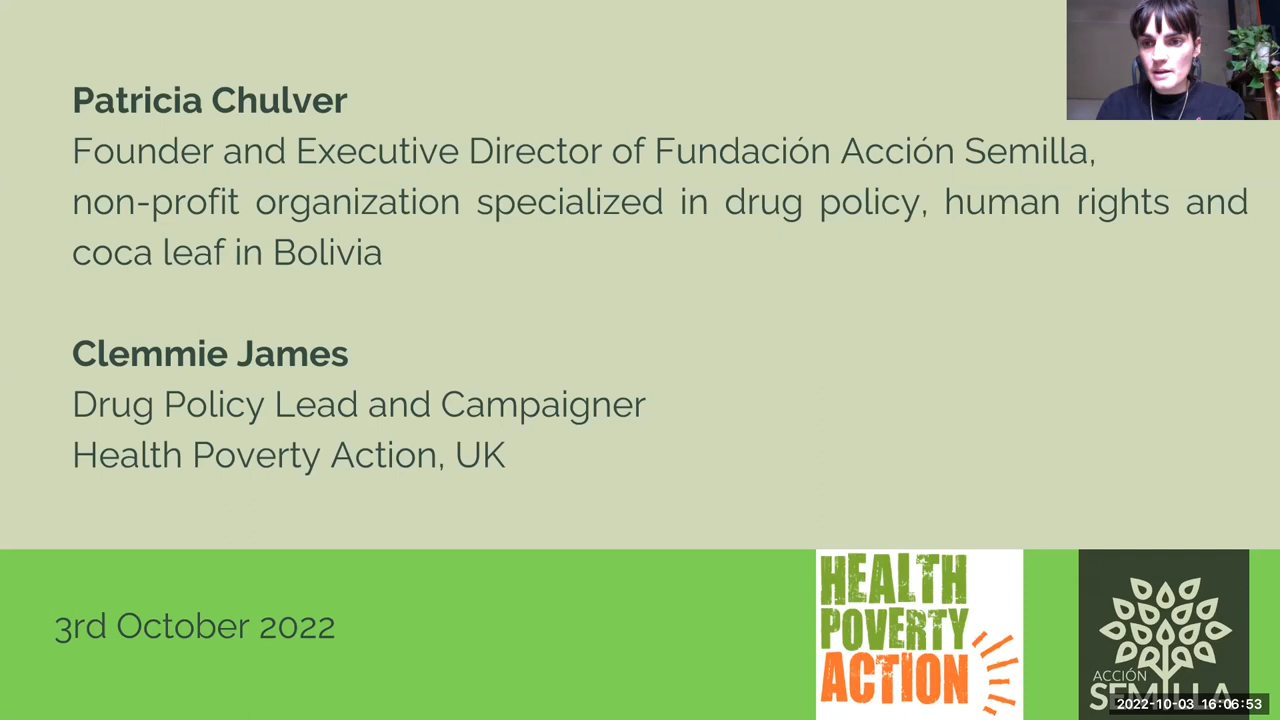 Patricia Chulver
Founder and Executive Director of Fundación Acción Semilla,
non-profit organization specialized in drug policy, human rights and
coca leaf in Bolivia
Clemmie James
Drug Policy Lead and Campaigner
Health Poverty Action, UK
3rd October 2022
HEALTH
POVERTY
ACTION
ACCIÓN
SEMILLA
2022-10-03 16:06:53